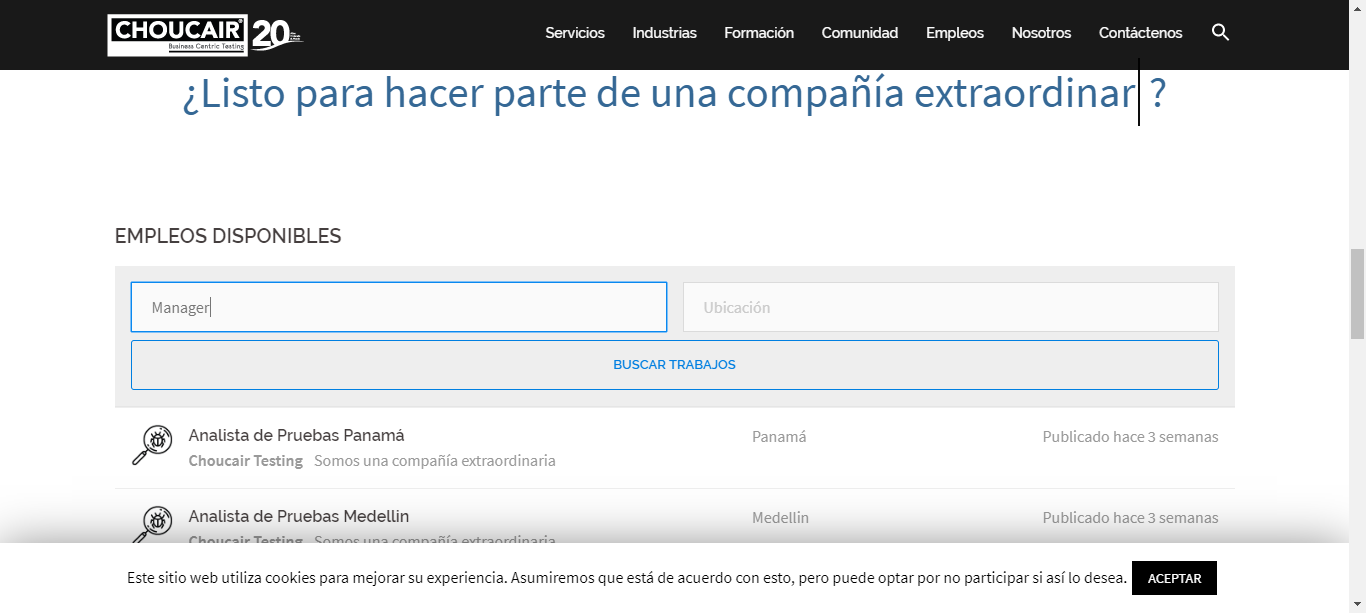 CHOUCAIR
Business Centric Testing
20
Servicios Industrias Formación Comunidad Empleos Nosotros Contáctenos
¿Listo para hacer parte de una compañía extraordinar ?
EMPLEOS DISPONIBLES
Manager Ubicación
BUSCAR TRABAJOS
Analista de Pruebas Panamá Panamá Publicado hace 3 semanas
Choucair Testing Somos una compañía extraordinaria
Analista de Pruebas Medellin Medellin Publicado hace 3 semanas
Choucair Testing Somos una compañía extraordinaria
Este sitio web utiliza cookies para mejorar su experiencia. Asumiremos que está de acuerdo con esto, pero puede optar por no participar si así lo desea. ACEPTAR